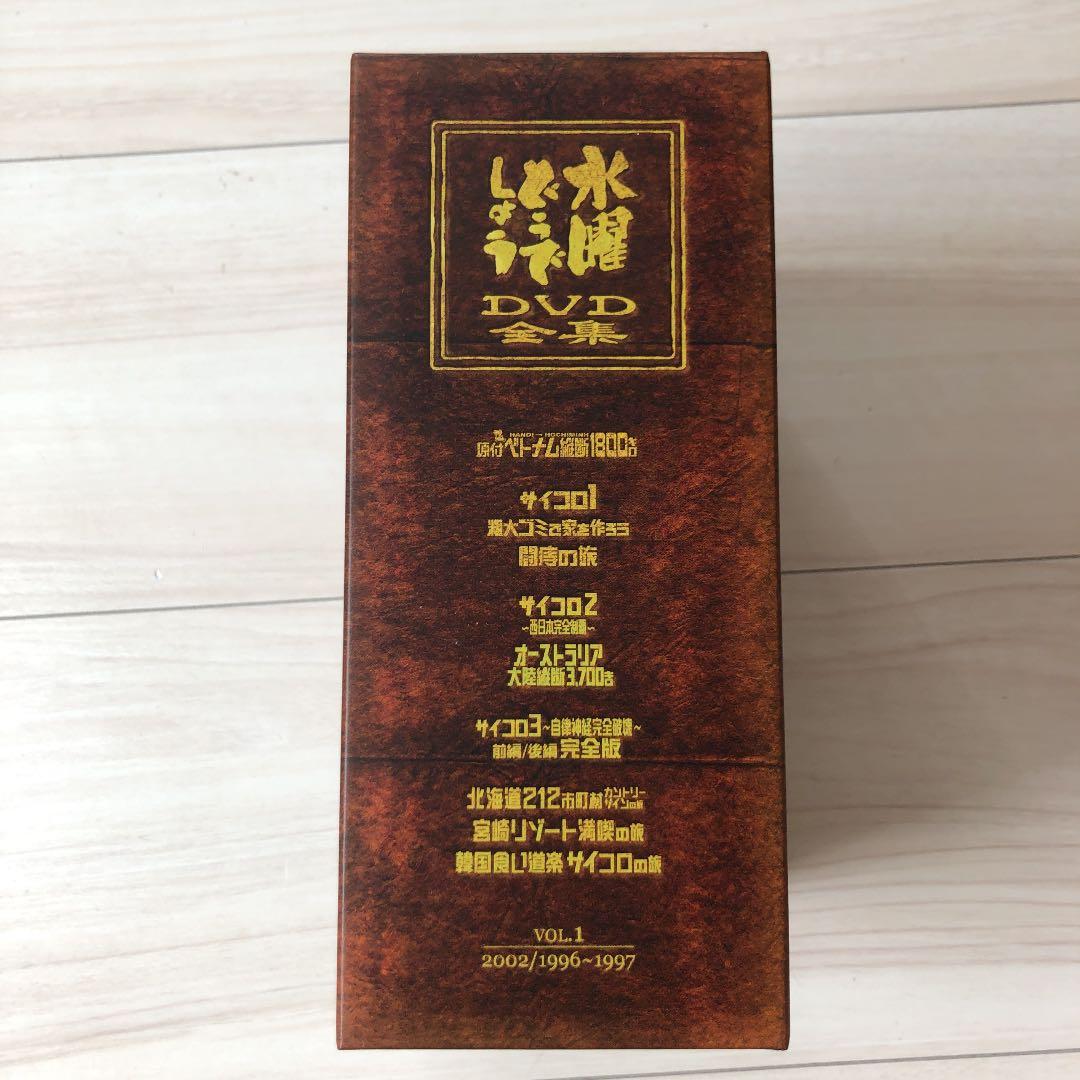 水曜
どうで
しょう
DVD
全集
HANOI→HOCHIMINH
原付ベトナム縦断1800キロ
サイコロ1
粗大ゴミで家を作ろう
闘痔の旅
サイコロ2
~西日本完全制覇~
オーストラリア
大陸縦断3,700キロ
サイコロ3~自律神経完全破壊~
前編/後編 完全版
北海道212市町村カントリーサインの旅
宮崎リゾート満喫の旅
韓国食い道楽サイコロの旅
VOL.1
2002/1996~1997